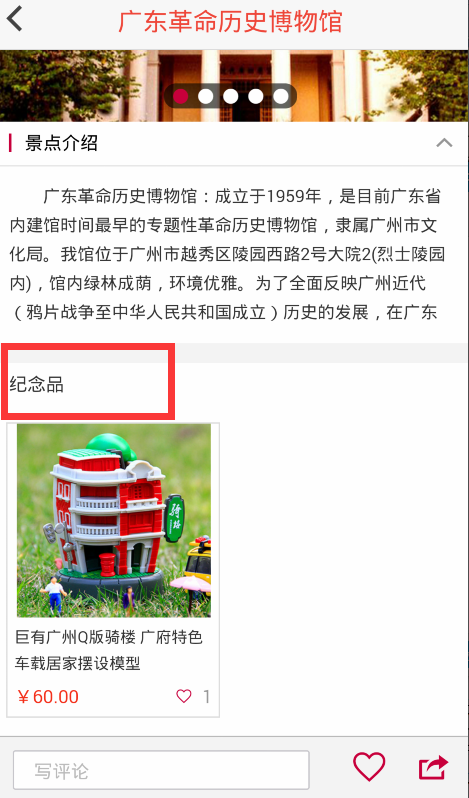 广东革命历史博物馆
景点介绍
广东革命历史博物馆：成立于1959年，是目前广东省
内建馆时间最早的专题性革命历史博物馆，隶属广州市文
化局。我馆位于广州市越秀区陵园西路2号大院2(烈士陵园
内)，馆内绿林成荫，环境优雅。为了全面反映广州近代
（鸦片战争至中华人民共和国成立）历史的发展，在广东
纪念品
骑楼
巨有广州Q版骑楼 广府特色
车载居家摆设模型
￥60.00
1
写评论